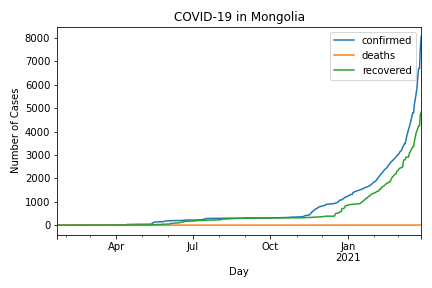 COVID-19 in Mongolia
Number of Cases
8000
7000
6000
5000
4000
3000
2000
1000
0
confirmed
deaths
recovered
Apr
Jul
Oct
Jan
2021
Day